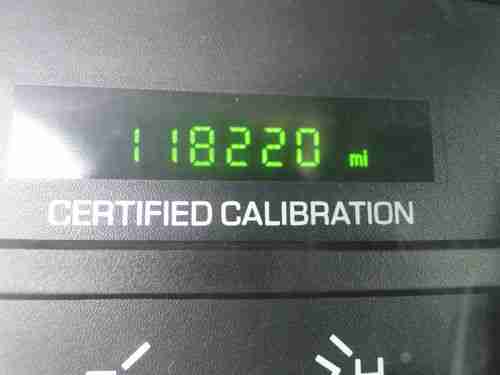 118220 mi
CERTIFIED CALIBRATION
H